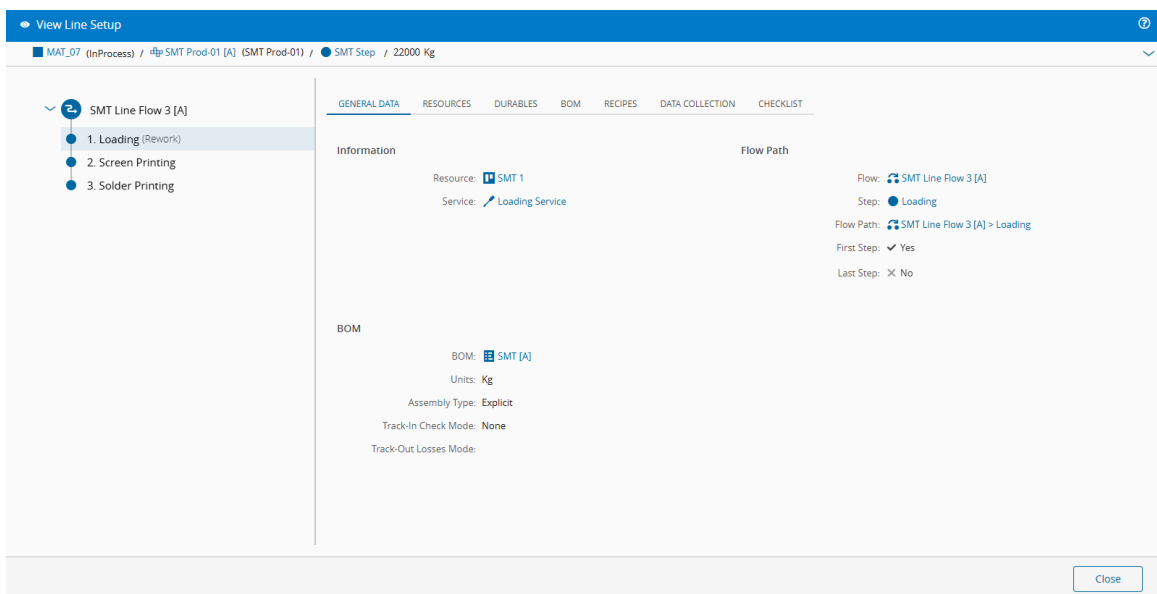 View Line Setup
MAT_07 (InProcess) / SMT Prod-01 [A] (SMT Prod-01) / SMT Step / 22000 Kg
SMT Line Flow 3 [A]
1. Loading (Rework)
2. Screen Printing
3. Solder Printing
GENERAL DATA RESOURCES DURABLES BOM RECIPES DATA COLLECTION CHECKLIST
Information
Resource: SMT 1
Service: Loading Service
Flow Path
Flow: SMT Line Flow 3 [A]
Step: Loading
Flow Path: SMT Line Flow 3 [A] > Loading
First Step: Yes
Last Step: No
BOM
BOM: SMT [A]
Units: Kg
Assembly Type: Explicit
Track-In Check Mode: None
Track-Out Losses Mode:
Close